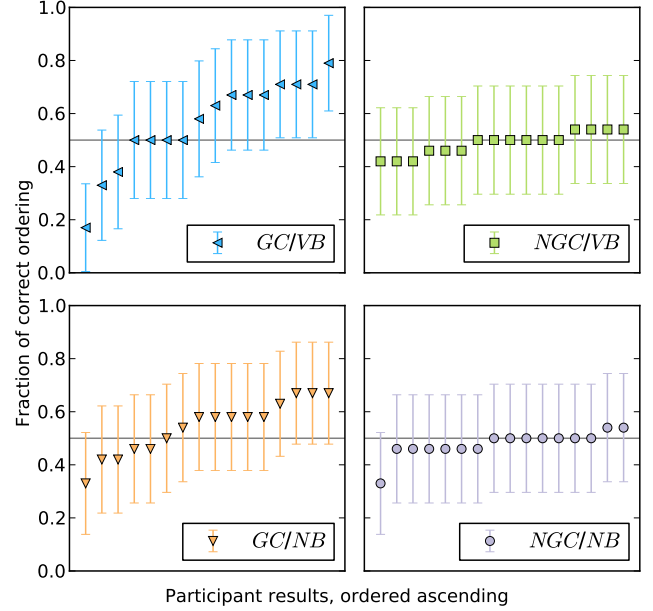 Fraction of correct ordering
1.0
0.8
0.6
0.4
0.2
0.0
GC/VB
NGC/VB
1.0
0.8
0.6
0.4
0.2
0.0
GC/NB
NGC/NB
Participant results, ordered ascending